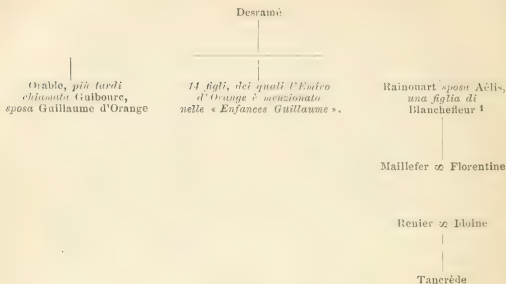 Desramé
Orable, più tardi
chiamata Guibourc,
sposa Guillaume d'Orange
14 figli, dei quali l'Emiro
d'Orange è menzionato
nelle « Enfances Guillaume ».
Rainouart sposa Aélis,
una figlia di
Blanchefleur 1
Maillefer ∞ Florentine
Renier ∞ Idoine
Tancrède